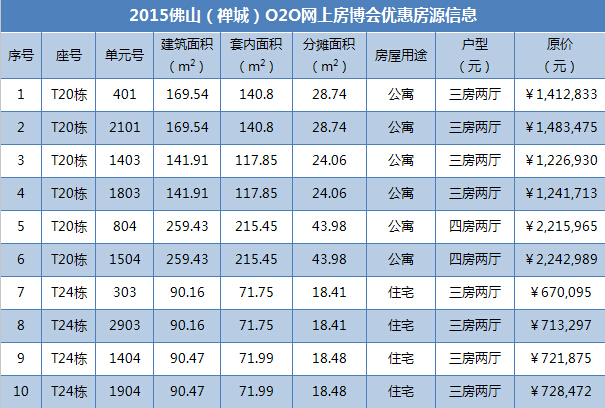 2015佛山（禅城）O2O网上房博会优惠房源信息
序号 座号 单元号 建筑面积（m²） 套内面积（m²） 分摊面积（m²） 房屋用途 户型（元） 原价（元）
1 T20栋 401 169.54 140.8 28.74 公寓 三房两厅 ￥1,412,833
2 T20栋 2101 169.54 140.8 28.74 公寓 三房两厅 ￥1,483,475
3 T20栋 1403 141.91 117.85 24.06 公寓 三房两厅 ￥1,226,930
4 T20栋 1803 141.91 117.85 24.06 公寓 三房两厅 ￥1,241,713
5 T20栋 804 259.43 215.45 43.98 公寓 四房两厅 ￥2,215,965
6 T20栋 1504 259.43 215.45 43.98 公寓 四房两厅 ￥2,242,989
7 T24栋 303 90.16 71.75 18.41 住宅 三房两厅 ￥670,095
8 T24栋 2903 90.16 71.75 18.41 住宅 三房两厅 ￥713,297
9 T24栋 1404 90.47 71.99 18.48 住宅 三房两厅 ￥721,875
10 T24栋 1904 90.47 71.99 18.48 住宅 三房两厅 ￥728,472